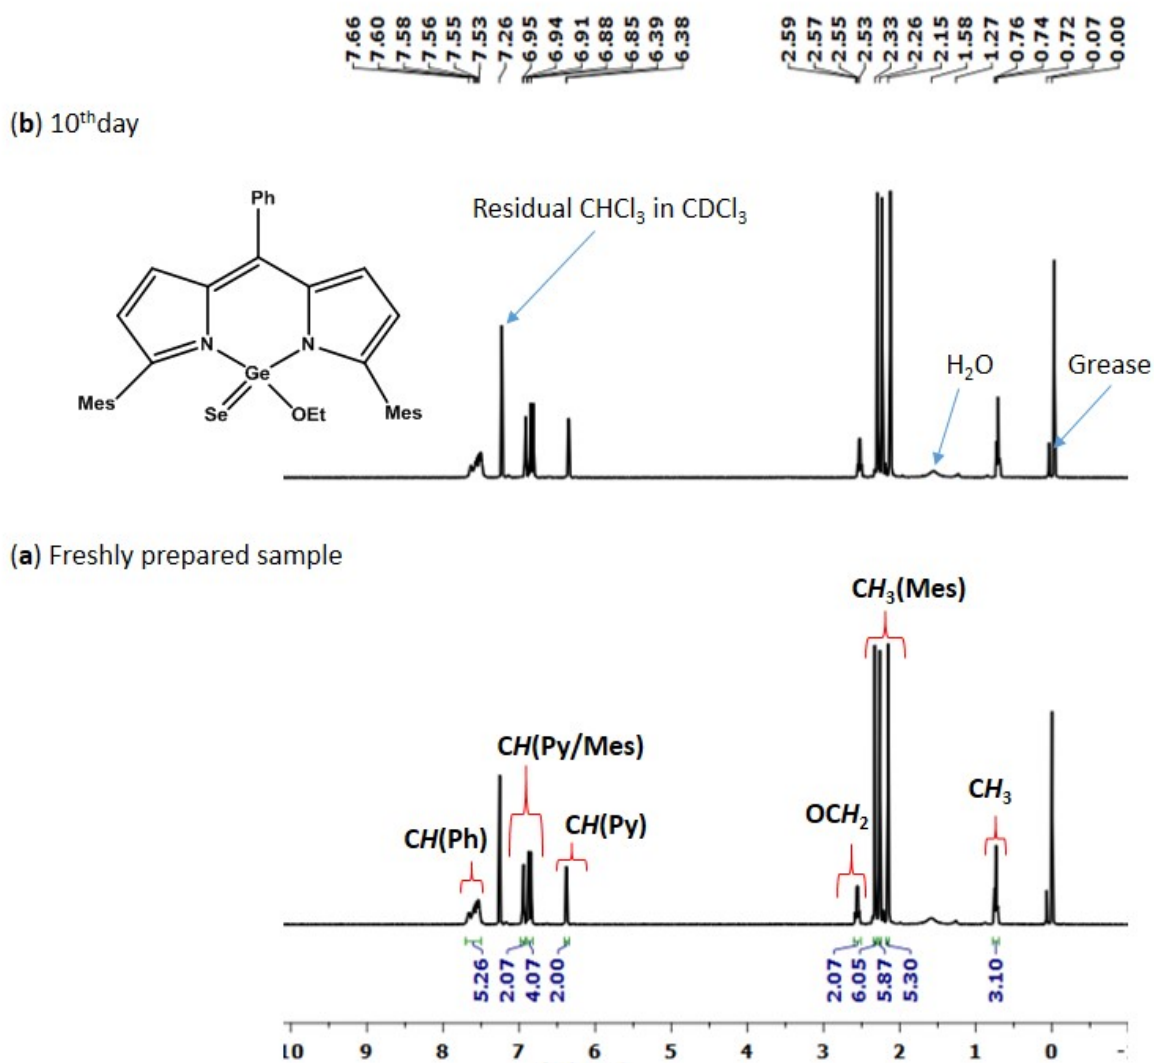 7.66 7.60 7.58 7.56 7.55 7.53 7.26 6.95 6.94 6.91 6.88 6.85 6.39 6.38 2.59 2.57 2.55 2.53 2.33 2.26 2.15 1.58 1.27 0.76 0.74 0.72 0.07 0.00
(b) 10thday
Ph
Residual CHCl3 in CDCl3
N
N
Ge
Mes
Se
OEt
Mes
H2O
Grease
(a) Freshly prepared sample
CH3(Mes)
CH(Py/Mes)
CH3
OCH2
CH(Py)
CH(Ph)
5.26 2.07 4.07 2.00 2.07 6.05 5.87 5.30 3.10
10 9 8 7 6 5 4 3 2 1 0